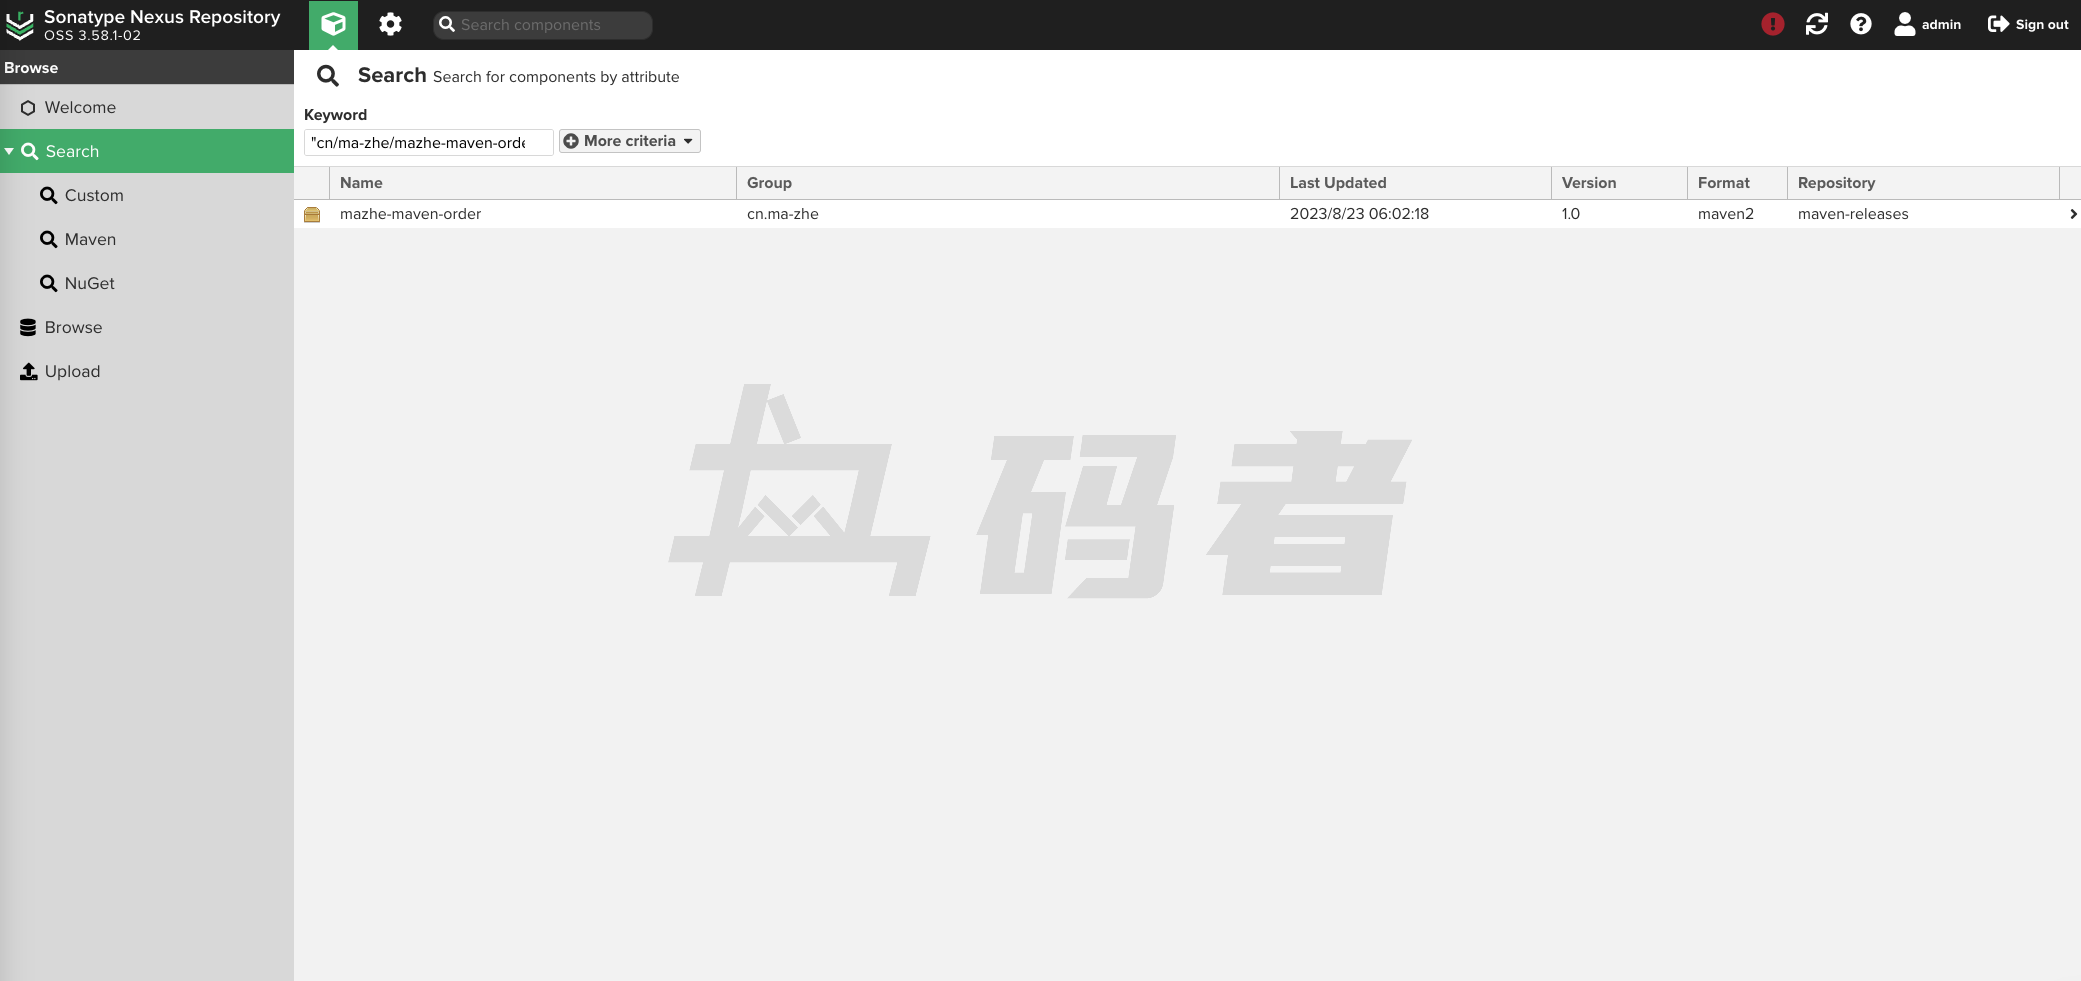 Sonatype Nexus Repository
OSS 3.58.1-02
Search components
admin
Sign out
Browse
Welcome
Search
Custom
Maven
NuGet
Browse
Upload
Search Search for components by attribute
Keyword
"cn/ma-zhe/mazhe-maven-orde
More criteria
Name Group Last Updated Version Format Repository
mazhe-maven-order cn.ma-zhe 2023/8/23 06:02:18 1.0 maven2 maven-releases
码者